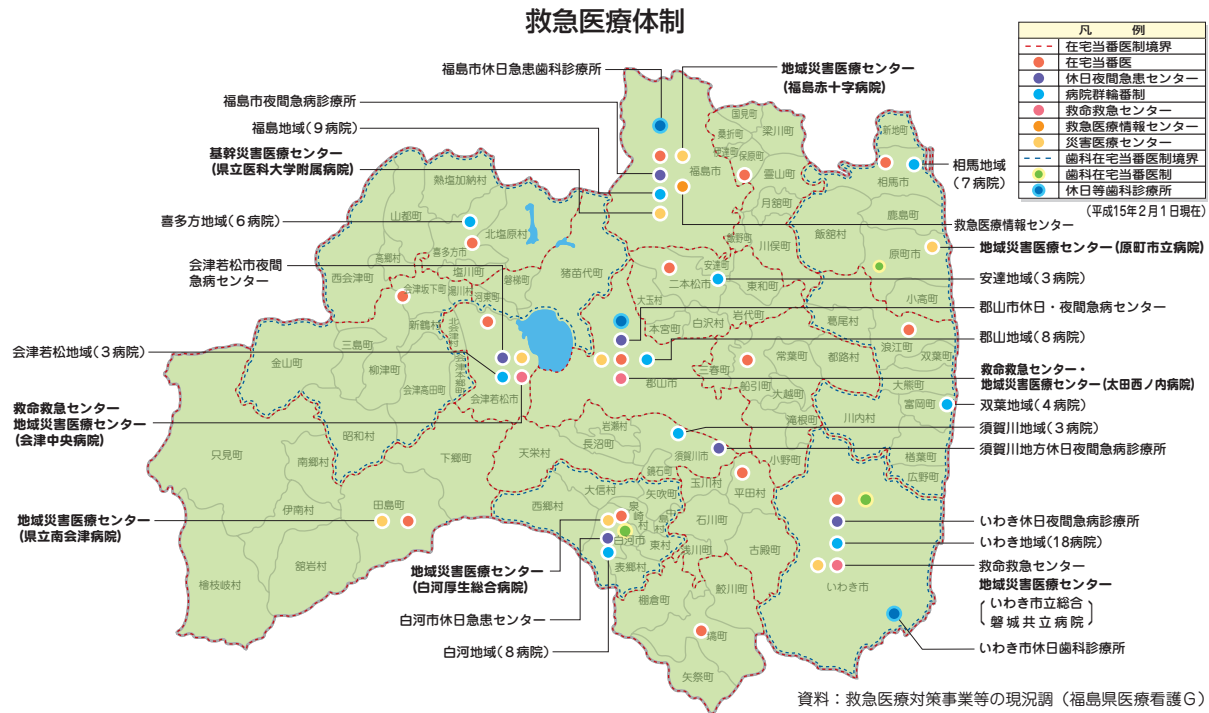 救急医療体制
凡 例
在宅当番医制境界
在宅当番医
休日夜間急患センター
病院群輪番制
救命救急センター
救急医療情報センター
災害医療センター
歯科在宅当番医制境界
歯科在宅当番医制
休日等歯科診療所
(平成15年2月1日現在)
福島市休日急患歯科診療所
地域災害医療センター
(福島赤十字病院)
福島市夜間急病診療所
福島地域(9病院)
基幹災害医療センター
(県立医科大学附属病院)
喜多方地域(6病院)
会津若松市夜間
急病センター
会津若松地域(3病院)
救命救急センター
地域災害医療センター
(会津中央病院)
地域災害医療センター
(県立南会津病院)
地域災害医療センター
(白河厚生総合病院)
白河市休日急患センター
白河地域(8病院)
相馬地域
(7病院)
救急医療情報センター
地域災害医療センター(原町市立病院)
安達地域(3病院)
郡山市休日・夜間急病センター
郡山地域(8病院)
救命救急センター・
地域災害医療センター(太田西ノ内病院)
双葉地域(4病院)
須賀川地域(3病院)
須賀川地方休日夜間急病診療所
いわき休日夜間急病診療所
いわき地域(18病院)
救命救急センター
地域災害医療センター
いわき市立総合
磐城共立病院
いわき市休日歯科診療所
国見町
桑折町
梁川町
伊達町
保原町
福島市
霊山町
月舘町
飯野町
川俣町
新地町
相馬市
鹿島町
飯舘村
原町市
小高町
熱塩加納村
山都町
北塩原村
喜多方市
高郷村
西会津町
塩川町
会津坂下町
湯川村
河東町
磐梯町
猪苗代町
安達町
二本松市
大玉村
東和町
岩代町
本宮町
白沢村
葛尾村
浪江町
双葉町
新鶴村
北会津村
三島町
金山町
柳津町
会津本郷町
会津高田町
会津若松市
郡山市
三春町
船引町
常葉町
都路村
大越町
滝根町
大熊町
富岡町
川内村
楢葉町
広野町
昭和村
只見町
南郷村
下郷町
天栄村
岩瀬村
長沼町
須賀川市
鏡石町
小野町
玉川村
平田村
伊南村
田島町
舘岩村
檜枝岐村
西郷村
大信村
矢吹町
泉崎村
中島村
白河市
東村
表郷村
石川町
浅川町
古殿町
鮫川村
棚倉町
塙町
矢祭町
いわき市
資料:救急医療対策事業等の現況調(福島県医療看護G)